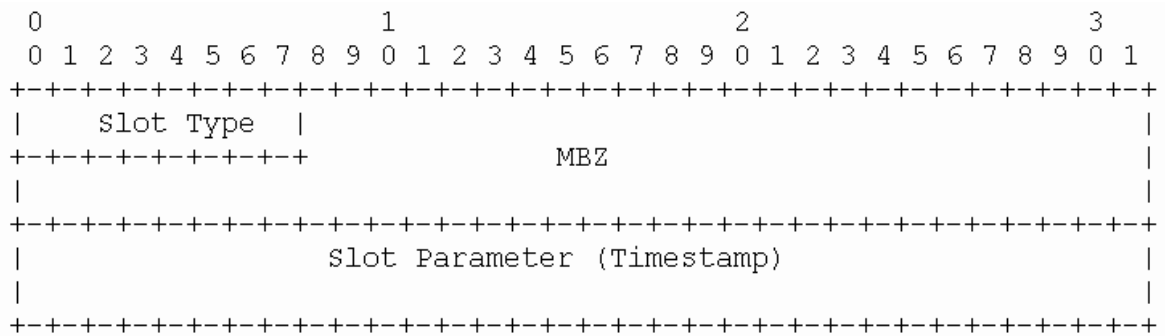 0                   1                   2                   3
 0 1 2 3 4 5 6 7 8 9 0 1 2 3 4 5 6 7 8 9 0 1 2 3 4 5 6 7 8 9 0 1
+-+-+-+-+-+-+-+-+-+-+-+-+-+-+-+-+-+-+-+-+-+-+-+-+-+-+-+-+-+-+-+-+
|    Slot Type  |                                               |
+-+-+-+-+-+-+-+-+             MBZ                               |
|                                                               |
+-+-+-+-+-+-+-+-+-+-+-+-+-+-+-+-+-+-+-+-+-+-+-+-+-+-+-+-+-+-+-+-+
|                 Slot Parameter (Timestamp)                    |
|                                                               |
+-+-+-+-+-+-+-+-+-+-+-+-+-+-+-+-+-+-+-+-+-+-+-+-+-+-+-+-+-+-+-+-+